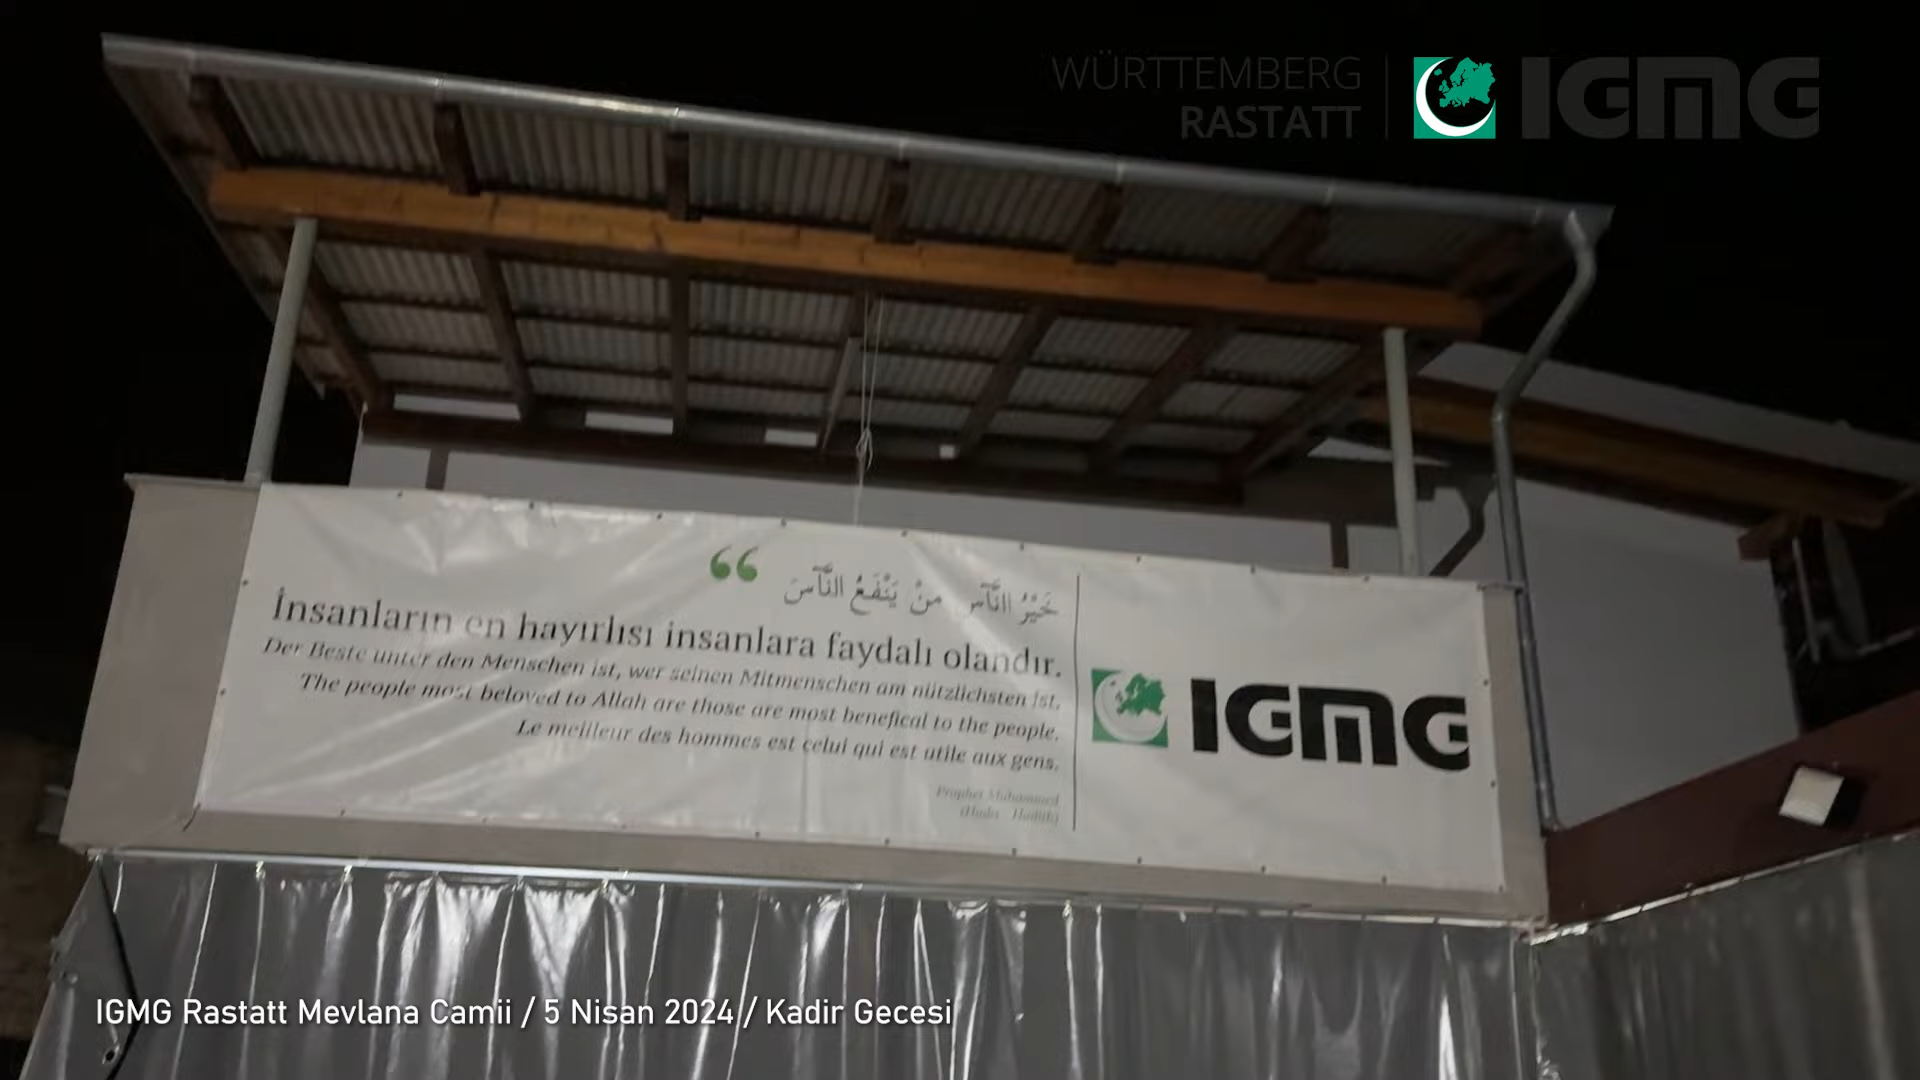 WÜRTTEMBERG
RASTATT
IGMG
خَيْرُ النَّاسِ مَنْ يَنْفَعُ النَّاسَ
İnsanların en hayırlısı insanlara faydalı olandır.
Der Beste unter den Menschen ist, wer seinen Mitmenschen am nützlichsten ist.
The people most beloved to Allah are those are most benefical to the people.
Le meilleur des hommes est celui qui est utile aux gens.
Prophet Muhammed
(Hadis - Hadith)
IGMG
IGMG Rastatt Mevlana Camii / 5 Nisan 2024 / Kadir Gecesi